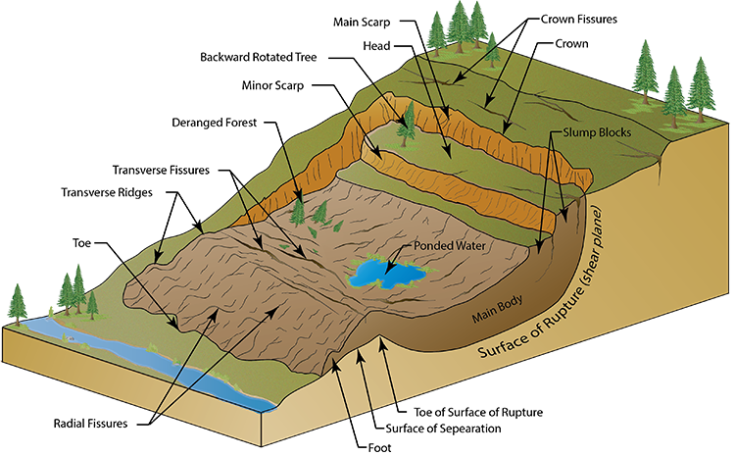 Main Scarp
Crown Fissures
Head
Crown
Backward Rotated Tree
Minor Scarp
Deranged Forest
Slump Blocks
Transverse Fissures
Transverse Ridges
Toe
Ponded Water
Main Body
Surface of Rupture (shear plane)
Radial Fissures
Toe of Surface of Rupture
Surface of Sepearation
Foot